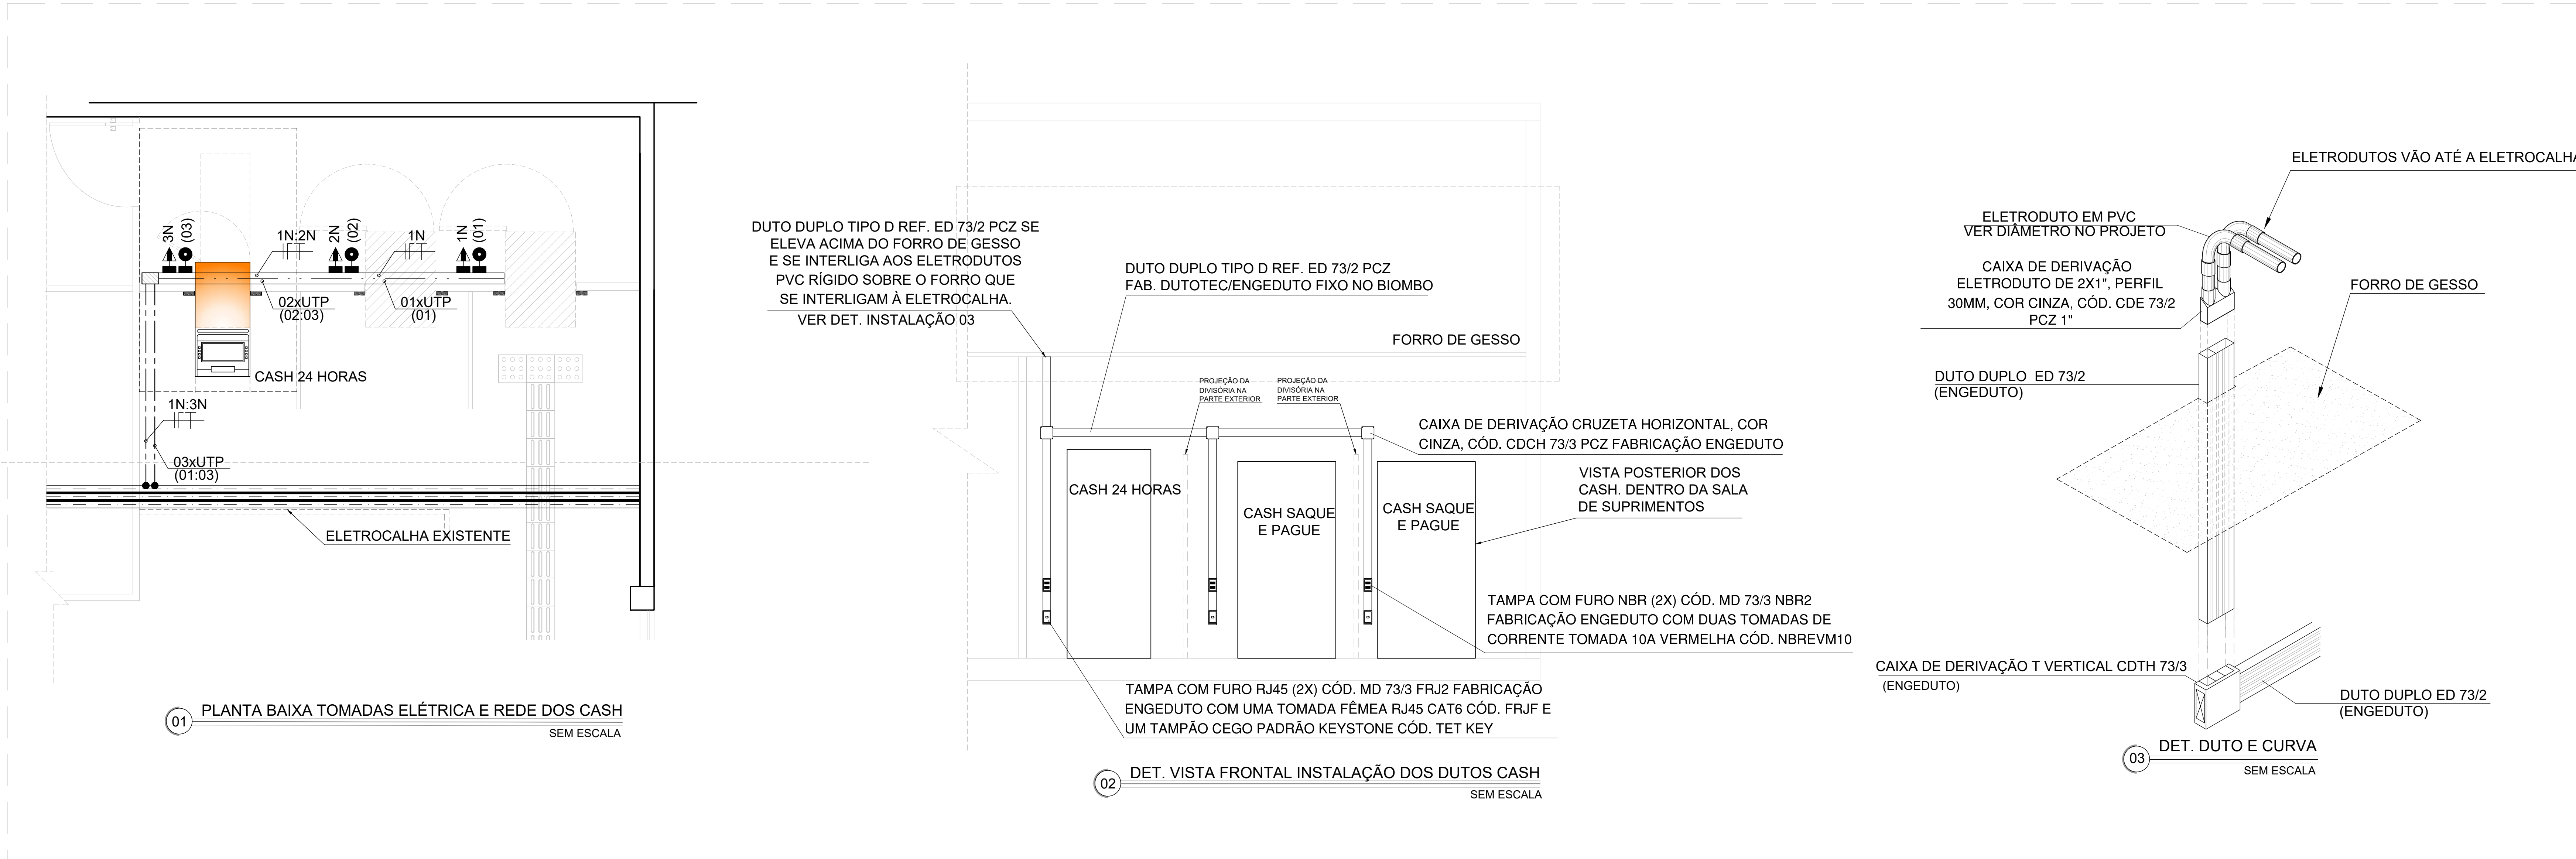 3N
(03)
1N:2N
2N
(02)
1N
1N
(01)
02xUTP
(02:03)
01xUTP
(01)
CASH 24 HORAS
1N:3N
03xUTP
(01:03)
ELETROCALHA EXISTENTE
01
PLANTA BAIXA TOMADAS ELÉTRICA E REDE DOS CASH
SEM ESCALA
DUTO DUPLO TIPO D REF. ED 73/2 PCZ SE
ELEVA ACIMA DO FORRO DE GESSO
E SE INTERLIGA AOS ELETRODUTOS
PVC RÍGIDO SOBRE O FORRO QUE
SE INTERLIGAM À ELETROCALHA.
VER DET. INSTALAÇÃO 03
DUTO DUPLO TIPO D REF. ED 73/2 PCZ
FAB. DUTOTEC/ENGEDUTO FIXO NO BIOMBO
FORRO DE GESSO
PROJEÇÃO DA
DIVISÓRIA NA
PARTE EXTERIOR
PROJEÇÃO DA
DIVISÓRIA NA
PARTE EXTERIOR
CAIXA DE DERIVAÇÃO CRUZETA HORIZONTAL, COR
CINZA, CÓD. CDCH 73/3 PCZ FABRICAÇÃO ENGEDUTO
VISTA POSTERIOR DOS
CASH. DENTRO DA SALA
DE SUPRIMENTOS
CASH 24 HORAS
CASH SAQUE
E PAGUE
CASH SAQUE
E PAGUE
TAMPA COM FURO NBR (2X) CÓD. MD 73/3 NBR2
FABRICAÇÃO ENGEDUTO COM DUAS TOMADAS DE
CORRENTE TOMADA 10A VERMELHA CÓD. NBREVM10
TAMPA COM FURO RJ45 (2X) CÓD. MD 73/3 FRJ2 FABRICAÇÃO
ENGEDUTO COM UMA TOMADA FÊMEA RJ45 CAT6 CÓD. FRJF E
UM TAMPÃO CEGO PADRÃO KEYSTONE CÓD. TET KEY
02
DET. VISTA FRONTAL INSTALAÇÃO DOS DUTOS CASH
SEM ESCALA
ELETRODUTOS VÃO ATÉ A ELETROCALHA
ELETRODUTO EM PVC
VER DIÂMETRO NO PROJETO
CAIXA DE DERIVAÇÃO
ELETRODUTO DE 2X1", PERFIL
30MM, COR CINZA, CÓD. CDE 73/2
PCZ 1"
FORRO DE GESSO
DUTO DUPLO ED 73/2
(ENGEDUTO)
CAIXA DE DERIVAÇÃO T VERTICAL CDTH 73/3
(ENGEDUTO)
DUTO DUPLO ED 73/2
(ENGEDUTO)
03
DET. DUTO E CURVA
SEM ESCALA